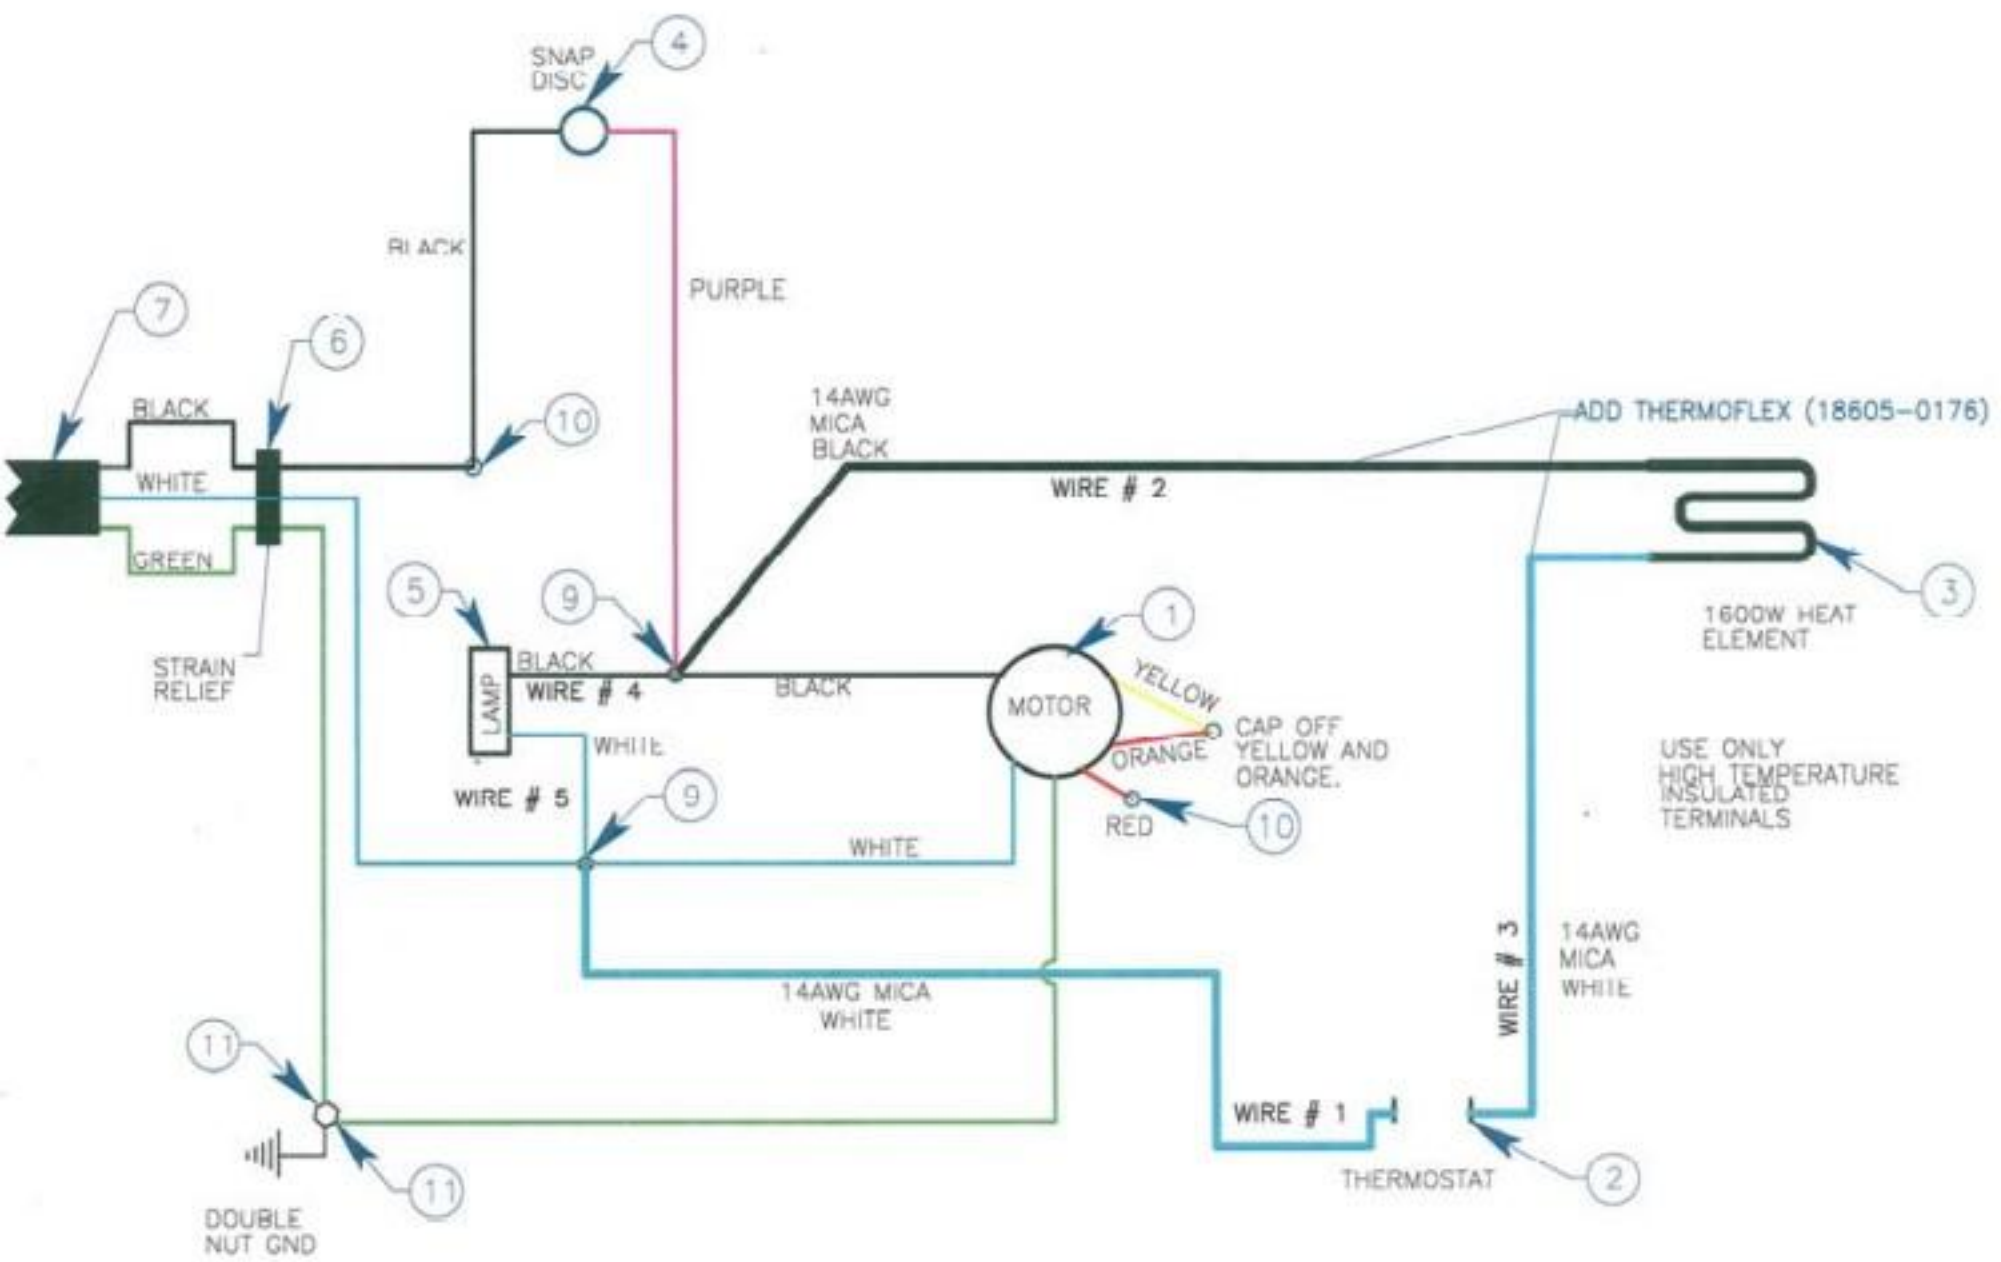 SNAP
DISC
4
BLACK
PURPLE
7
6
10
BLACK
WHITE
GREEN
STRAIN
RELIEF
14AWG
MICA
BLACK
WIRE # 2
ADD THERMOFLEX (18605-0176)
3
1600W HEAT
ELEMENT
5
9
1
LAMP
BLACK
WIRE # 4
BLACK
WHITE
WIRE # 5
MOTOR
YELLOW
ORANGE
CAP OFF
YELLOW AND
ORANGE.
RED
10
USE ONLY
HIGH TEMPERATURE
INSULATED
TERMINALS
9
WHITE
14AWG MICA
WHITE
WIRE # 3
14AWG
MICA
WHITE
11
WIRE # 1
THERMOSTAT
2
11
DOUBLE
NUT GND